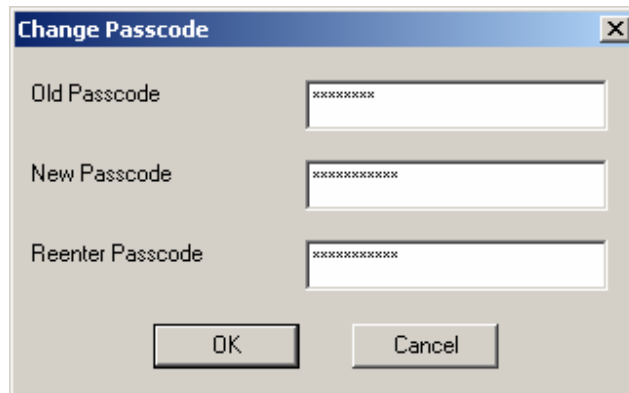 Change Passcode
Old Passcode ********
New Passcode ***********
Reenter Passcode ***********
OK Cancel